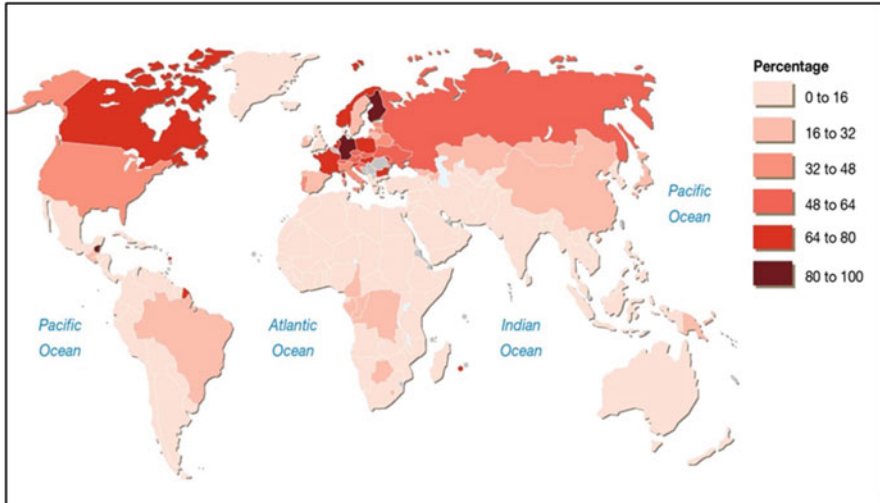 Percentage
0 to 16
16 to 32
32 to 48
48 to 64
64 to 80
80 to 100
Pacific
Ocean
Pacific
Ocean
Atlantic
Ocean
Indian
Ocean